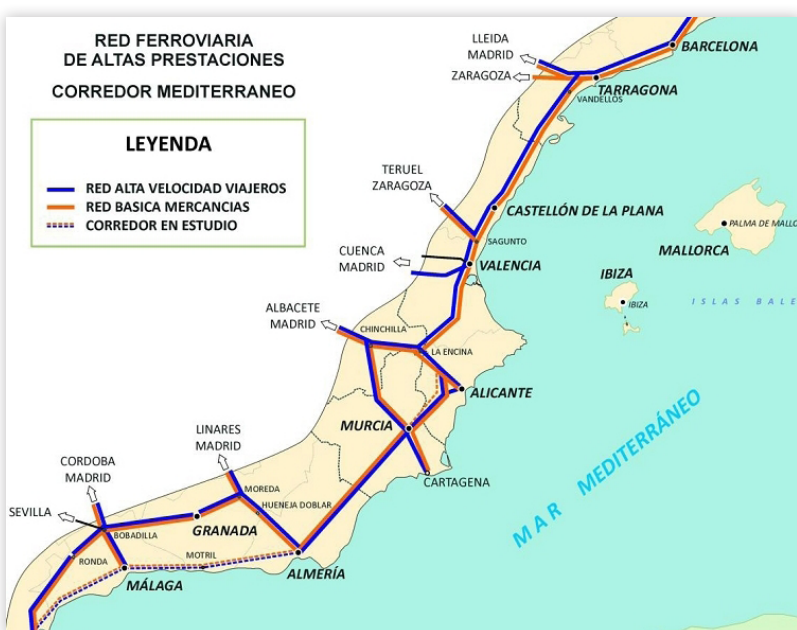 RED FERROVIARIA
DE ALTAS PRESTACIONES
CORREDOR MEDITERRANEO
LEYENDA
RED ALTA VELOCIDAD VIAJEROS
RED BASICA MERCANCIAS
CORREDOR EN ESTUDIO
LLEIDA
MADRID
ZARAGOZA
BARCELONA
TARRAGONA
VANDELLÓS
TERUEL
ZARAGOZA
CASTELLÓN DE LA PLANA
SAGUNTO
CUENCA
MADRID
VALENCIA
PALMA DE MALLO
MALLORCA
IBIZA
IBIZA
ISLAS BALE
ALBACETE
MADRID
CHINCHILLA
LA ENCINA
ALICANTE
MURCIA
CARTAGENA
MAR MEDITERRÁNEO
LINARES
MADRID
CORDOBA
MADRID
MOREDA
HUENEJA DOBLAR
SEVILLA
GRANADA
BOBADILLA
RONDA
MOTRIL
MÁLAGA
ALMERÍA